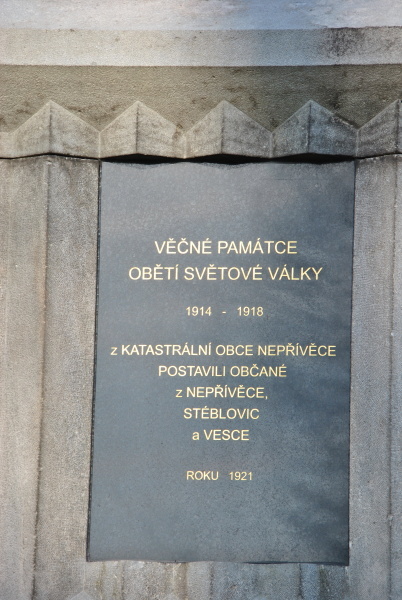 VĚČNÉ PAMÁTCE
OBĚTÍ SVĚTOVÉ VÁLKY
1914 - 1918
z KATASTRÁLNÍ OBCE NEPŘÍVĚCE
POSTAVILI OBČANÉ
z NEPŘÍVĚCE,
STÉBLOVIC
a VESCE
ROKU 1921